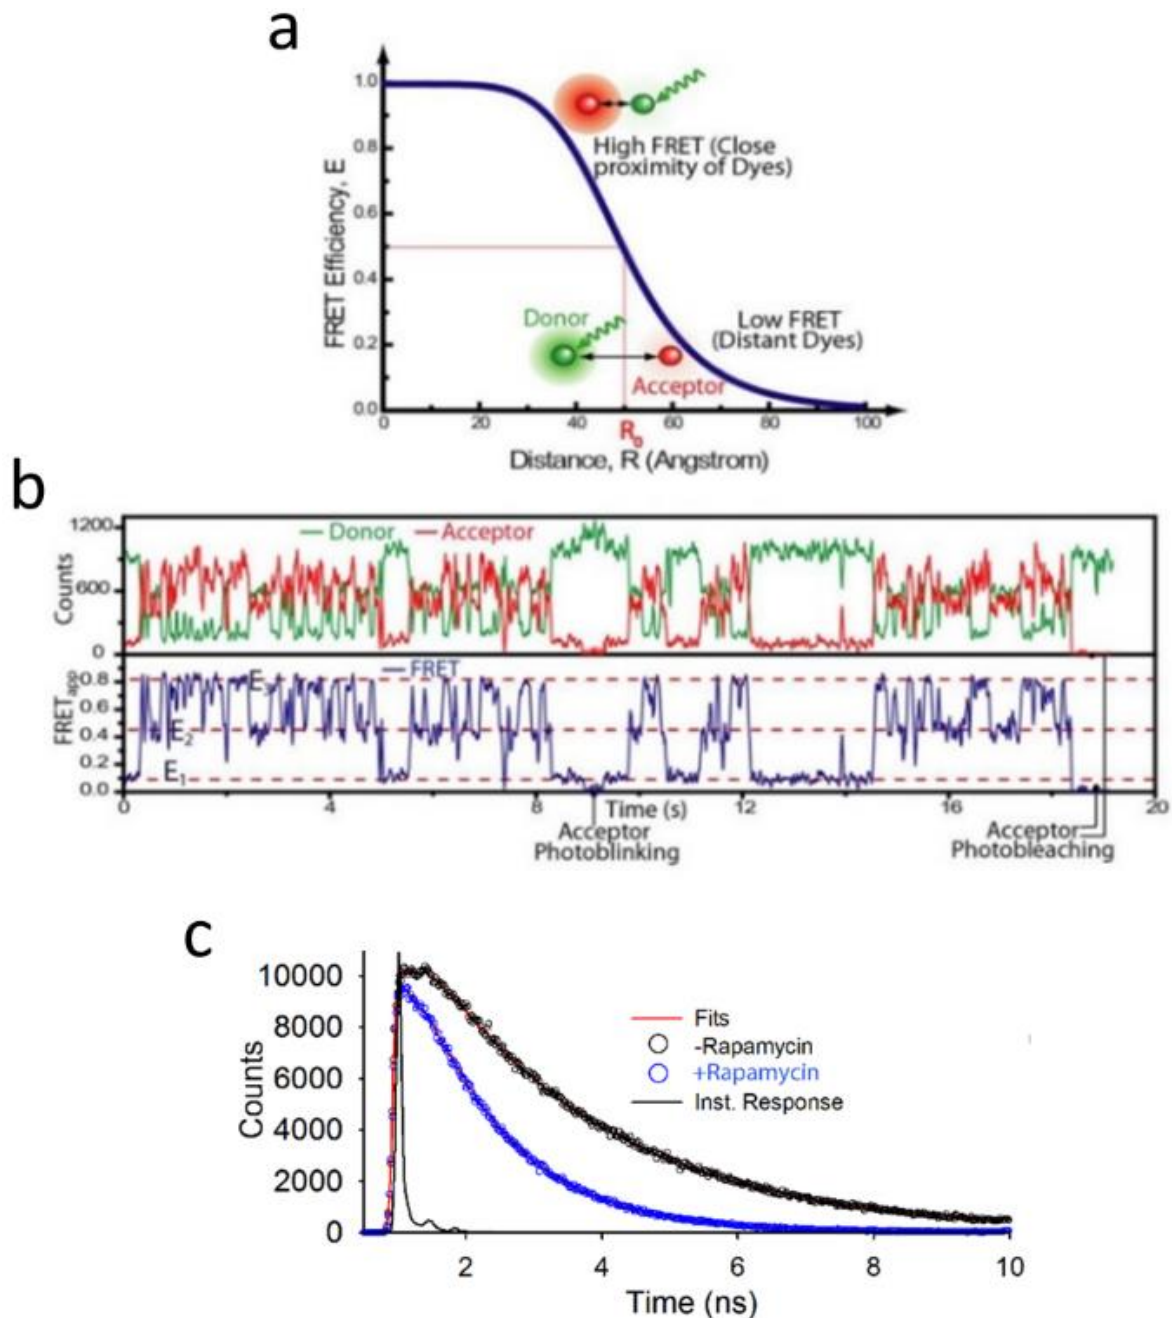 a
1.0
0.8
0.6
0.4
0.2
0.0
FRET Efficiency, E
High FRET (Close
proximity of Dyes)
Donor
Low FRET
(Distant Dyes)
Acceptor
0 20 40 60 80 100
R0
Distance, R (Angstrom)
b
1200
600
0
Counts
Donor Acceptor
FRET
0.8
0.6
0.4
0.2
0.0
FRETapp
E2
E1
0 4 8 12 16 20
Time (s)
Acceptor
Photoblinking
Acceptor
Photobleaching
c
10000
8000
6000
4000
2000
0
Counts
Fits
-Rapamycin
+Rapamycin
Inst. Response
2 4 6 8 10
Time (ns)